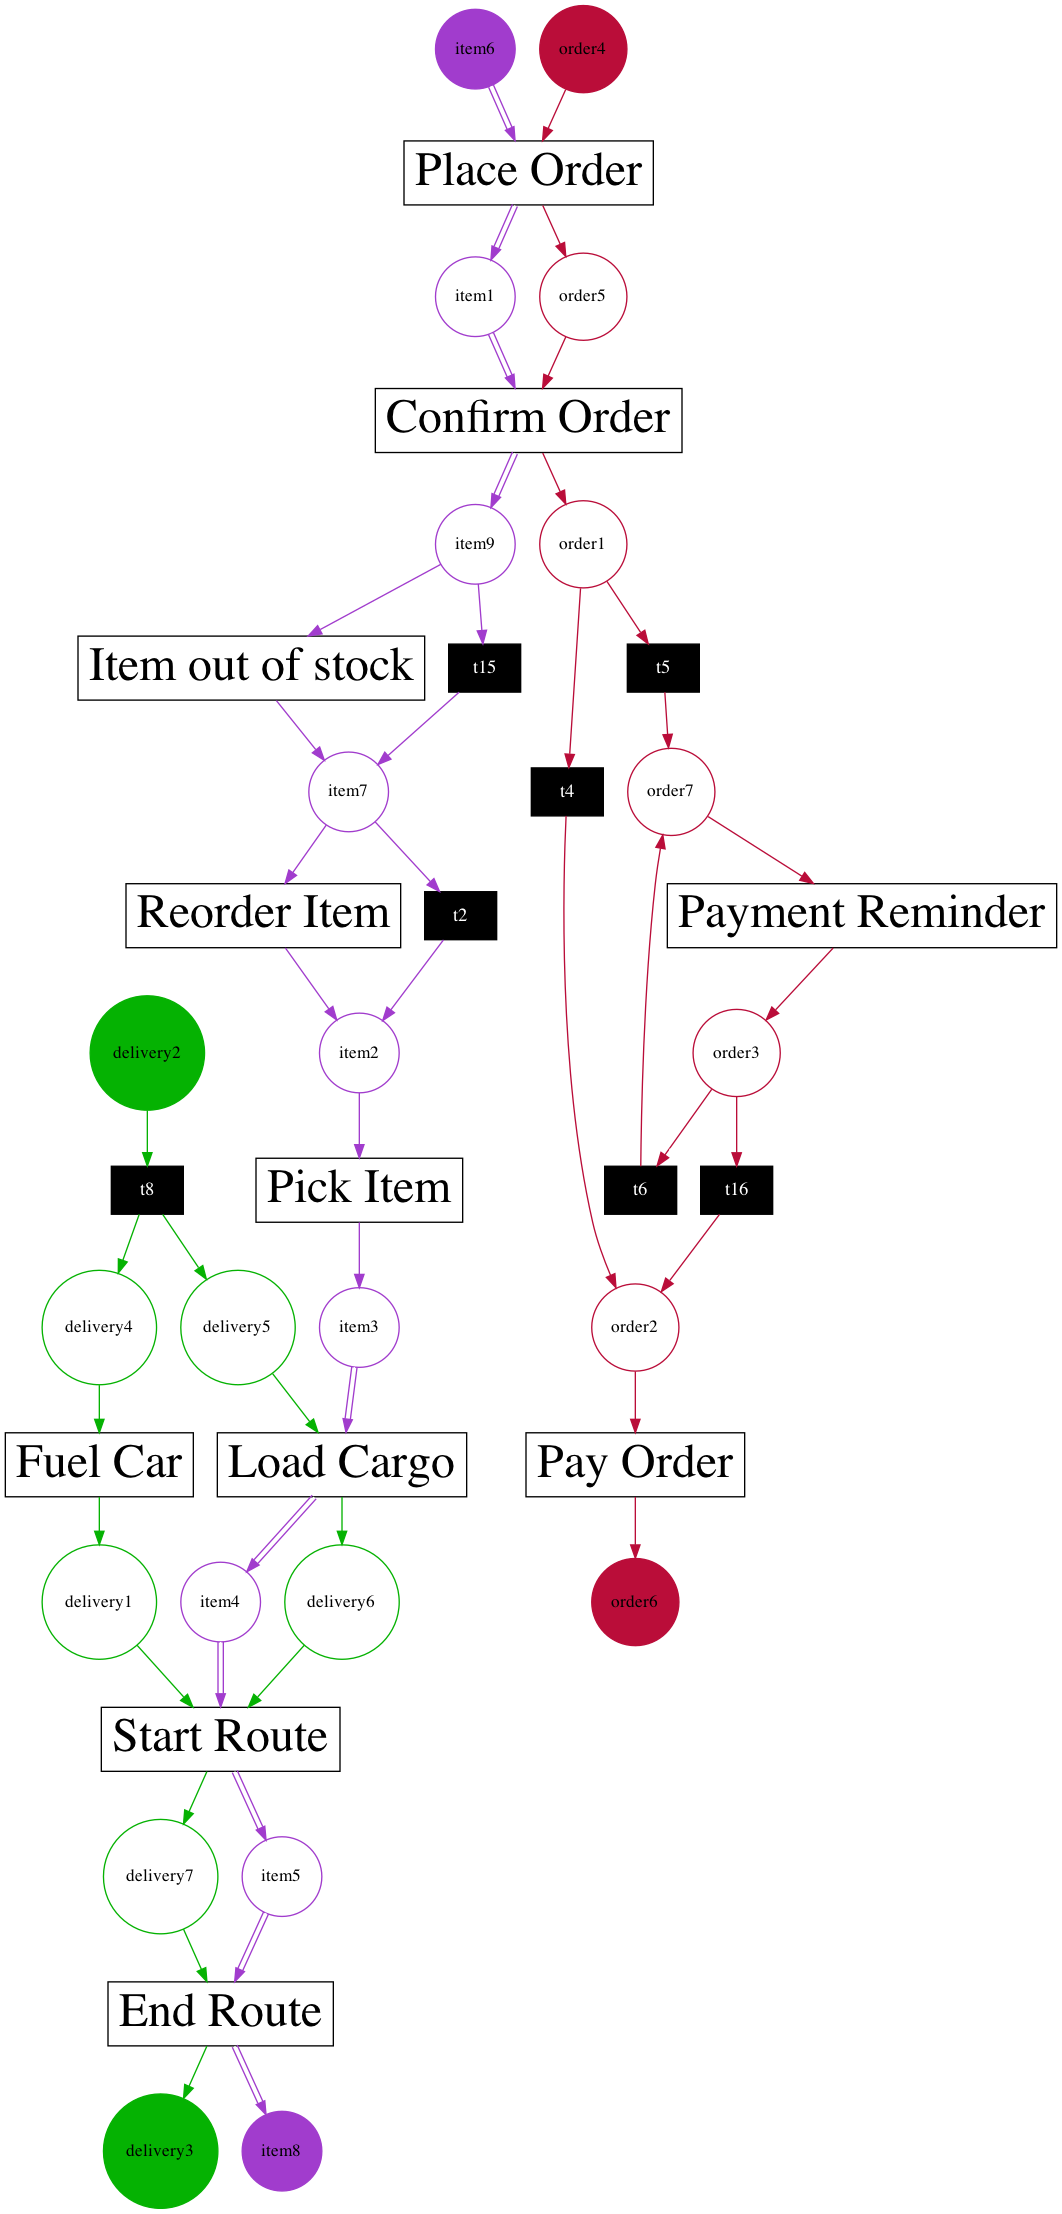 item6
order4
Place Order
item1
order5
Confirm Order
item9
order1
Item out of stock
t15
t5
item7
t4
order7
Reorder Item
t2
Payment Reminder
delivery2
item2
order3
t8
Pick Item
t6
t16
delivery4
delivery5
item3
order2
Fuel Car
Load Cargo
Pay Order
delivery1
item4
delivery6
order6
Start Route
delivery7
item5
End Route
delivery3
item8